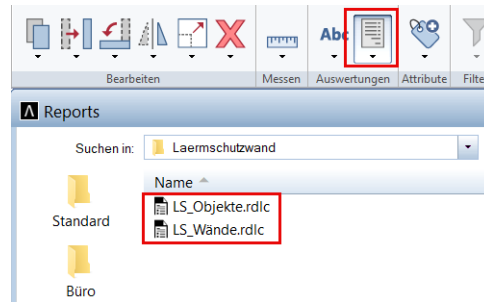 Abc
Bearbeiten Messen Auswertungen Attribute Filte
Reports
Suchen in: Laermschutzwand
Name
LS_Objekte.rdlc
LS_Wände.rdlc
Standard
Büro